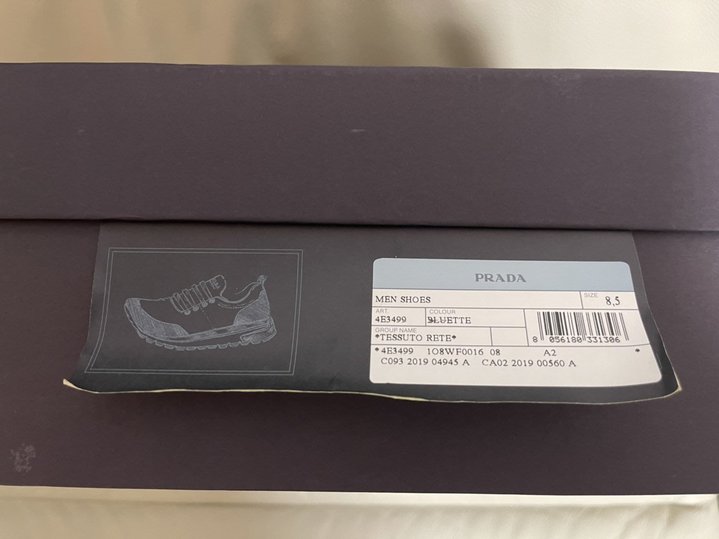 PRADA
MEN SHOES
SIZE
8,5
ART.
COLOUR
4E3499
BLUETTE
GROUP NAME
*TESSUTO RETE*
8 056180 331306
*4E3499 1O8WF0016 08 A2 *
C093 2019 04945 A CA02 2019 00560 A